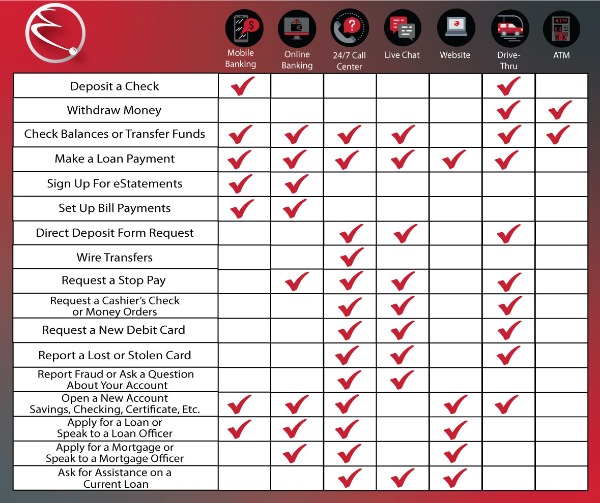 Mobile Banking
Online Banking
24/7 Call Center
Live Chat
Website
Drive-Thru
ATM
Deposit a Check
Withdraw Money
Check Balances or Transfer Funds
Make a Loan Payment
Sign Up For eStatements
Set Up Bill Payments
Direct Deposit Form Request
Wire Transfers
Request a Stop Pay
Request a Cashier's Check
or Money Orders
Request a New Debit Card
Report a Lost or Stolen Card
Report Fraud or Ask a Question
About Your Account
Open a New Account
Savings, Checking, Certificate, Etc.
Apply for a Loan or
Speak to a Loan Officer
Apply for a Mortgage or
Speak to a Mortgage Officer
Ask for Assistance on a
Current Loan